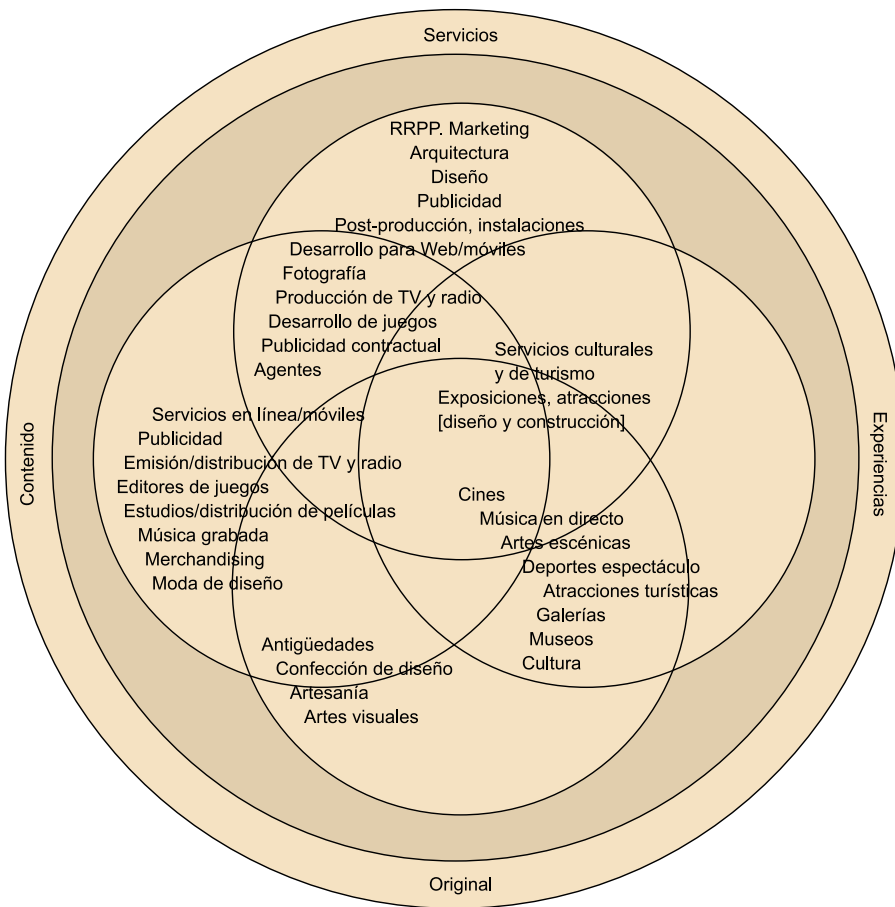 Servicios
RRPP. Marketing
Arquitectura
Diseño
Publicidad
Post-producción, instalaciones
Desarrollo para Web/móviles
Fotografía
Producción de TV y radio
Desarrollo de juegos
Publicidad contractual
Agentes
Servicios culturales
y de turismo
Exposiciones, atracciones
[diseño y construcción]
Contenido
Servicios en línea/móviles
Publicidad
Emisión/distribución de TV y radio
Editores de juegos
Estudios/distribución de películas
Música grabada
Merchandising
Moda de diseño
Experiencias
Cines
Música en directo
Artes escénicas
Deportes espectáculo
Atracciones turísticas
Galerías
Museos
Cultura
Antigüedades
Confección de diseño
Artesanía
Artes visuales
Original